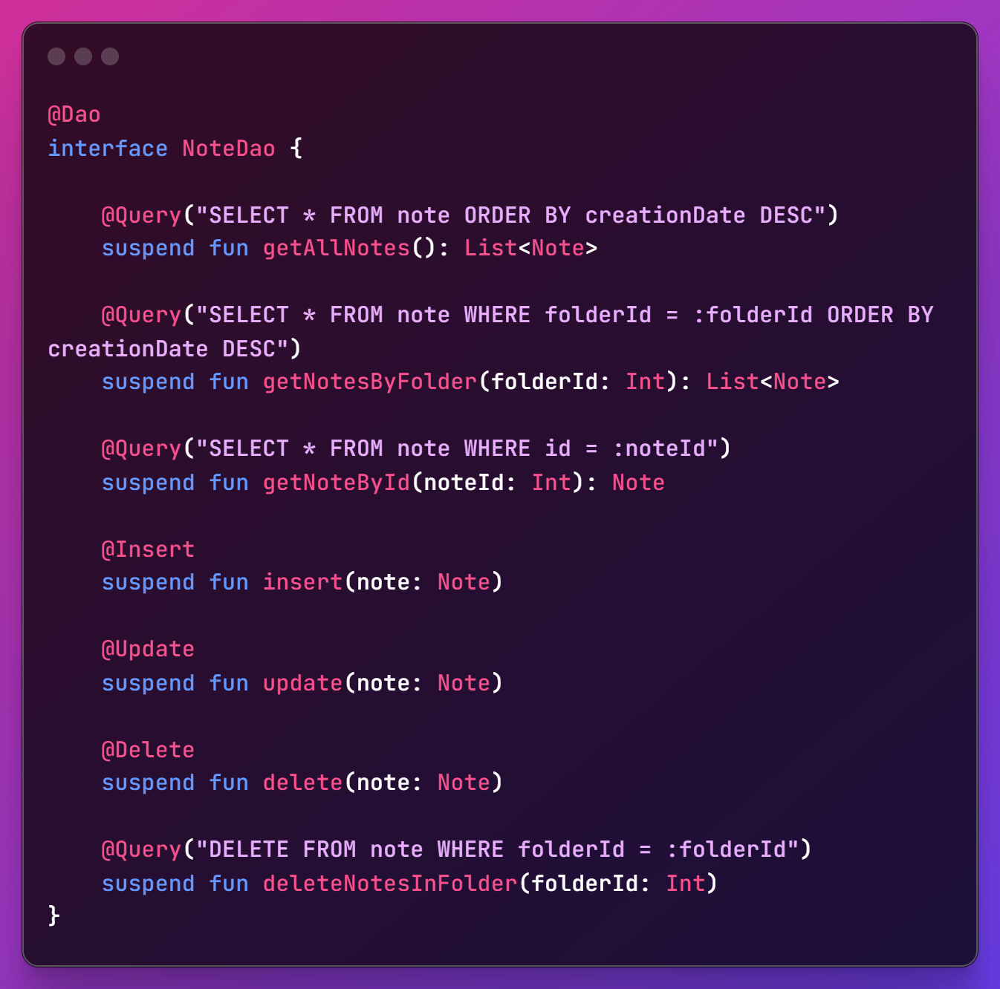 @Dao
interface NoteDao {
    @Query("SELECT * FROM note ORDER BY creationDate DESC")
    suspend fun getAllNotes(): List<Note>
    @Query("SELECT * FROM note WHERE folderId = :folderId ORDER BY
creationDate DESC")
    suspend fun getNotesByFolder(folderId: Int): List<Note>
    @Query("SELECT * FROM note WHERE id = :noteId")
    suspend fun getNoteById(noteId: Int): Note
    @Insert
    suspend fun insert(note: Note)
    @Update
    suspend fun update(note: Note)
    @Delete
    suspend fun delete(note: Note)
    @Query("DELETE FROM note WHERE folderId = :folderId")
    suspend fun deleteNotesInFolder(folderId: Int)
}